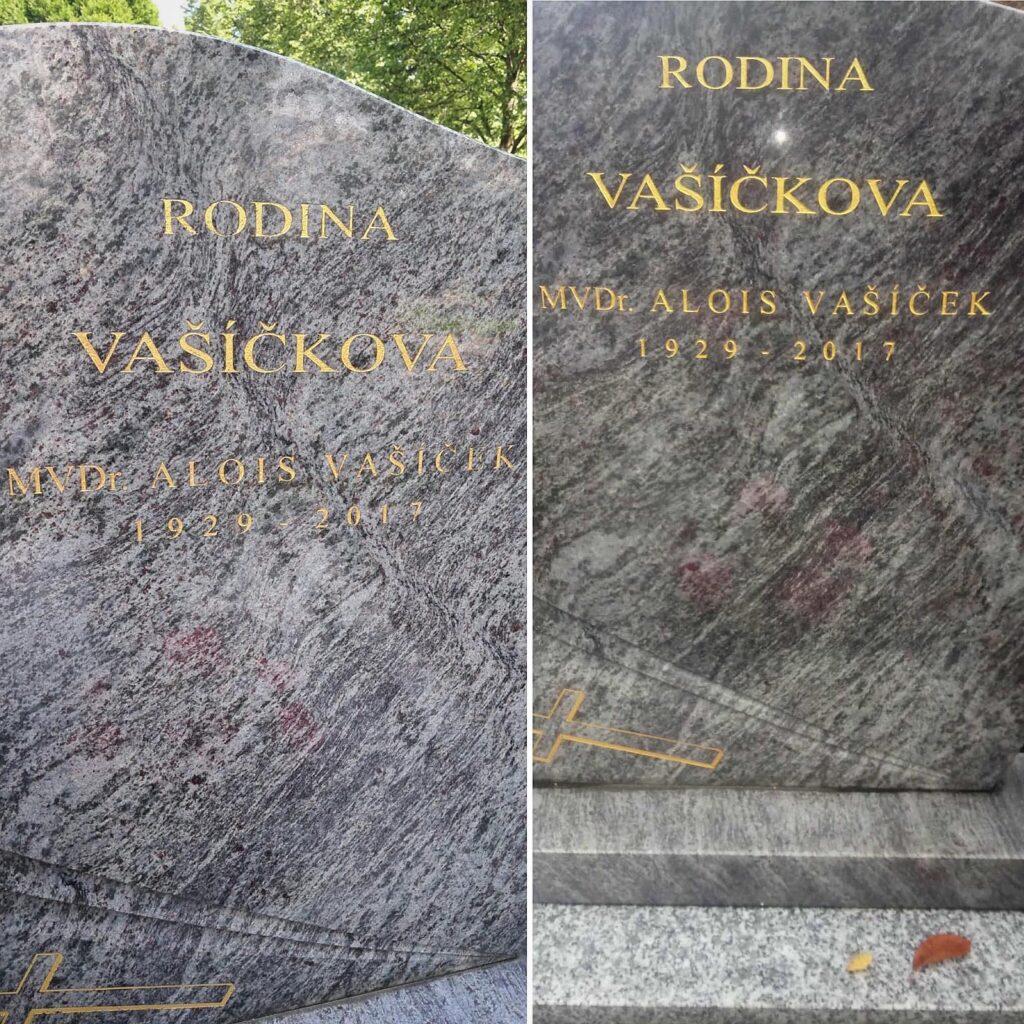 RODINA
VAŠÍČKOVA
MVDr. ALOIS VAŠÍČEK
1929 - 2017
RODINA
VAŠÍČKOVA
MVDr. ALOIS VAŠÍČEK
1929 - 2017